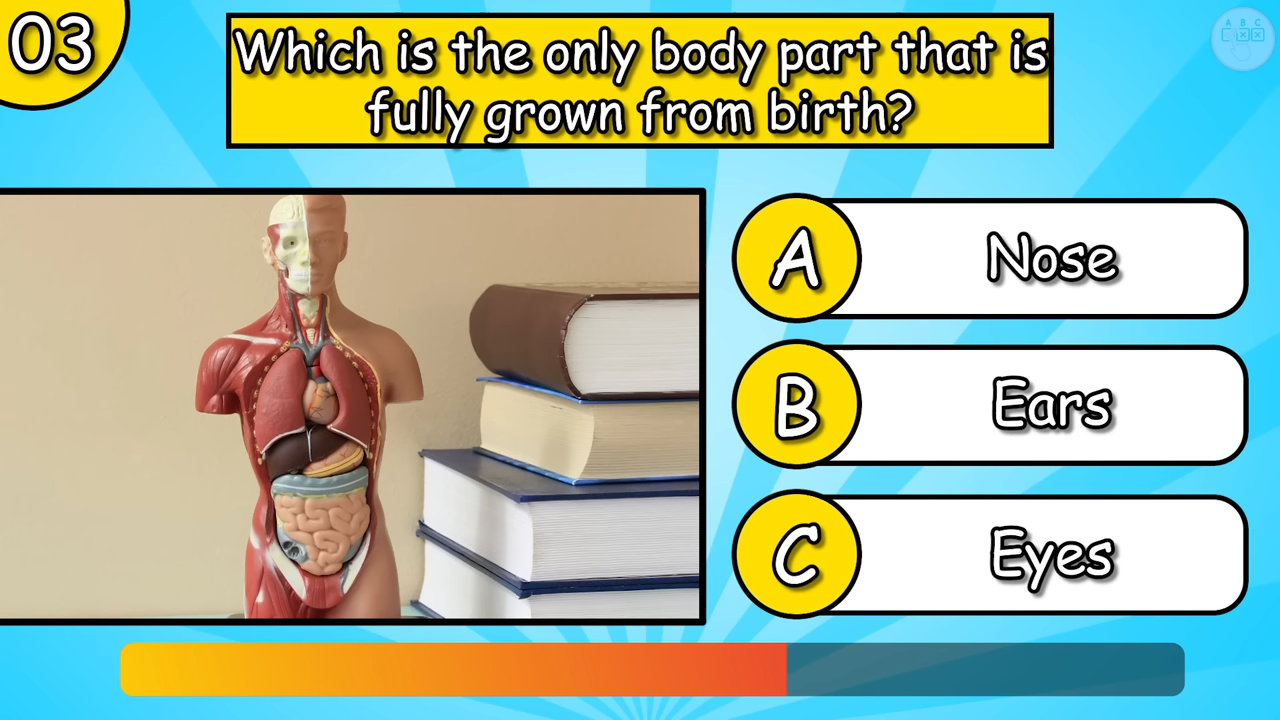 03
Which is the only body part that is
fully grown from birth?
A Nose
B Ears
C Eyes
A B C